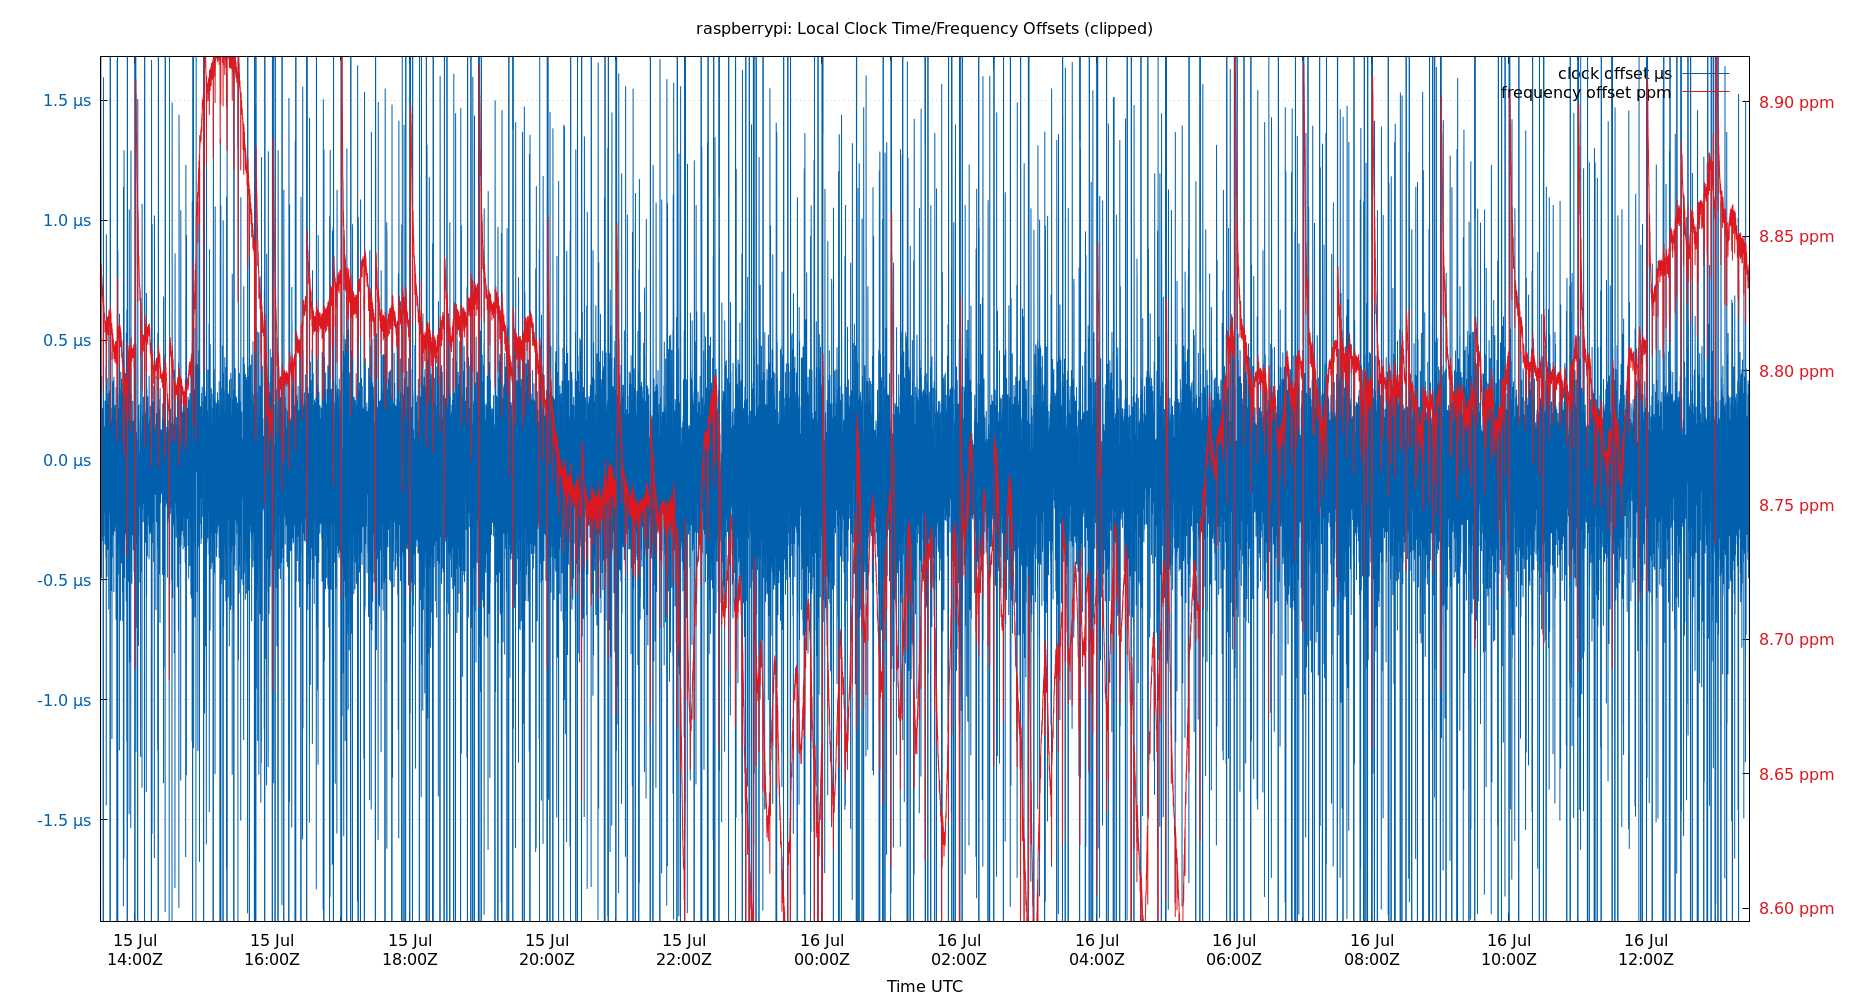 raspberrypi: Local Clock Time/Frequency Offsets (clipped)
clock offset µs
frequency offset ppm
1.5 µs
1.0 µs
0.5 µs
0.0 µs
-0.5 µs
-1.0 µs
-1.5 µs
8.90 ppm
8.85 ppm
8.80 ppm
8.75 ppm
8.70 ppm
8.65 ppm
8.60 ppm
15 Jul
14:00Z
15 Jul
16:00Z
15 Jul
18:00Z
15 Jul
20:00Z
15 Jul
22:00Z
16 Jul
00:00Z
16 Jul
02:00Z
16 Jul
04:00Z
16 Jul
06:00Z
16 Jul
08:00Z
16 Jul
10:00Z
16 Jul
12:00Z
Time UTC